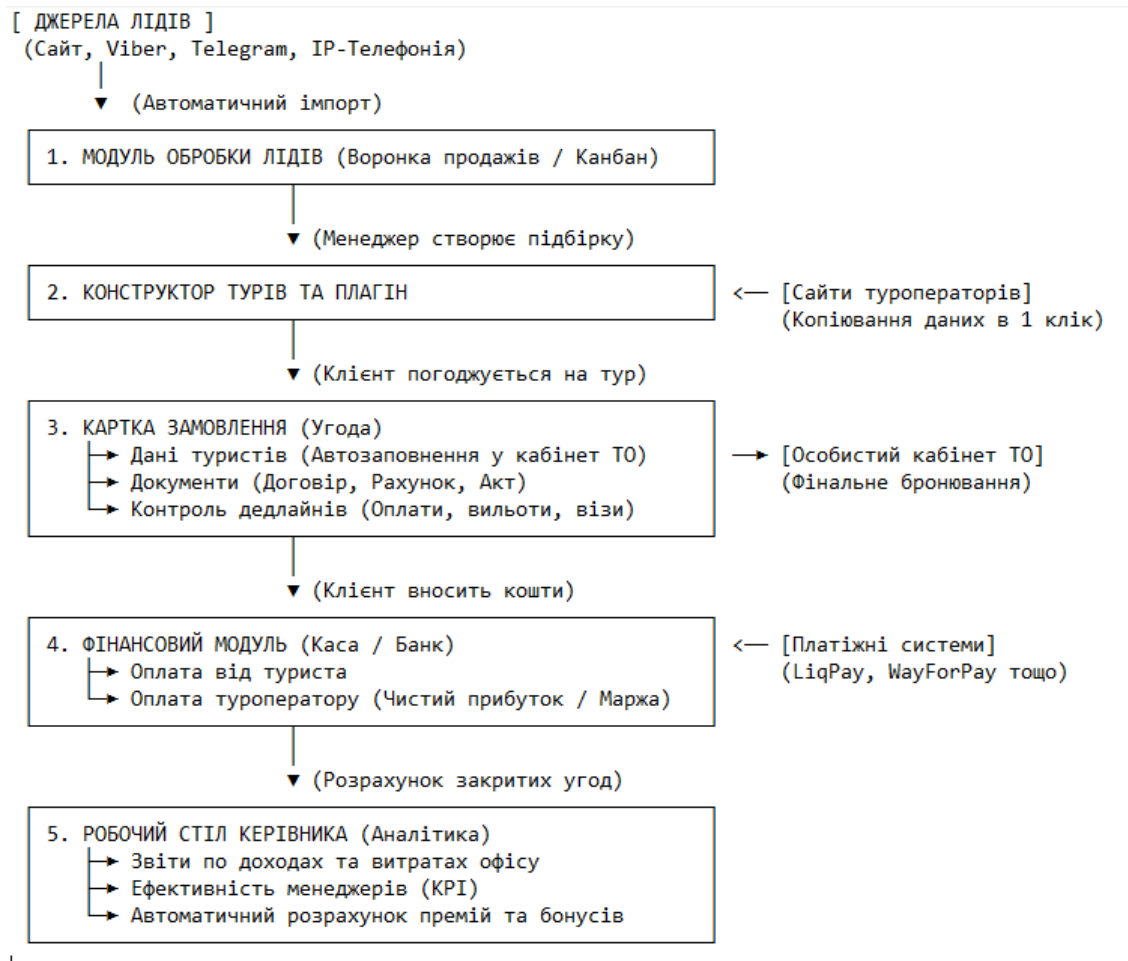 [ ДЖЕРЕЛА ЛІДІВ ]
(Сайт, Viber, Telegram, IP-Телефонія)
(Автоматичний імпорт)
1. МОДУЛЬ ОБРОБКИ ЛІДІВ (Воронка продажів / Канбан)
(Менеджер створює підбірку)
2. КОНСТРУКТОР ТУРІВ ТА ПЛАГІН
[Сайти туроператорів]
(Копіювання даних в 1 клік)
(Клієнт погоджується на тур)
3. КАРТКА ЗАМОВЛЕННЯ (Угода)
Дані туристів (Автозаповнення у кабінет ТО)
Документи (Договір, Рахунок, Акт)
Контроль дедлайнів (Оплати, вильоти, візи)
[Особистий кабінет ТО]
(Фінальне бронювання)
(Клієнт вносить кошти)
4. ФІНАНСОВИЙ МОДУЛЬ (Каса / Банк)
Оплата від туриста
Оплата туроператору (Чистий прибуток / Маржа)
[Платіжні системи]
(LiqPay, WayForPay тощо)
(Розрахунок закритих угод)
5. РОБОЧИЙ СТІЛ КЕРІВНИКА (Аналітика)
Звіти по доходах та витратах офісу
Ефективність менеджерів (KPI)
Автоматичний розрахунок премій та бонусів